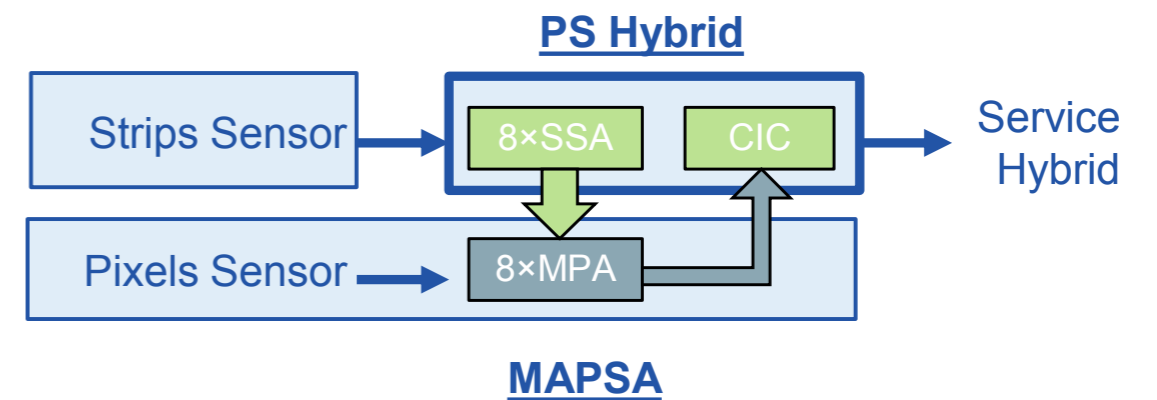 PS Hybrid
Strips Sensor
8×SSA
CIC
Service
Hybrid
Pixels Sensor
8×MPA
MAPSA